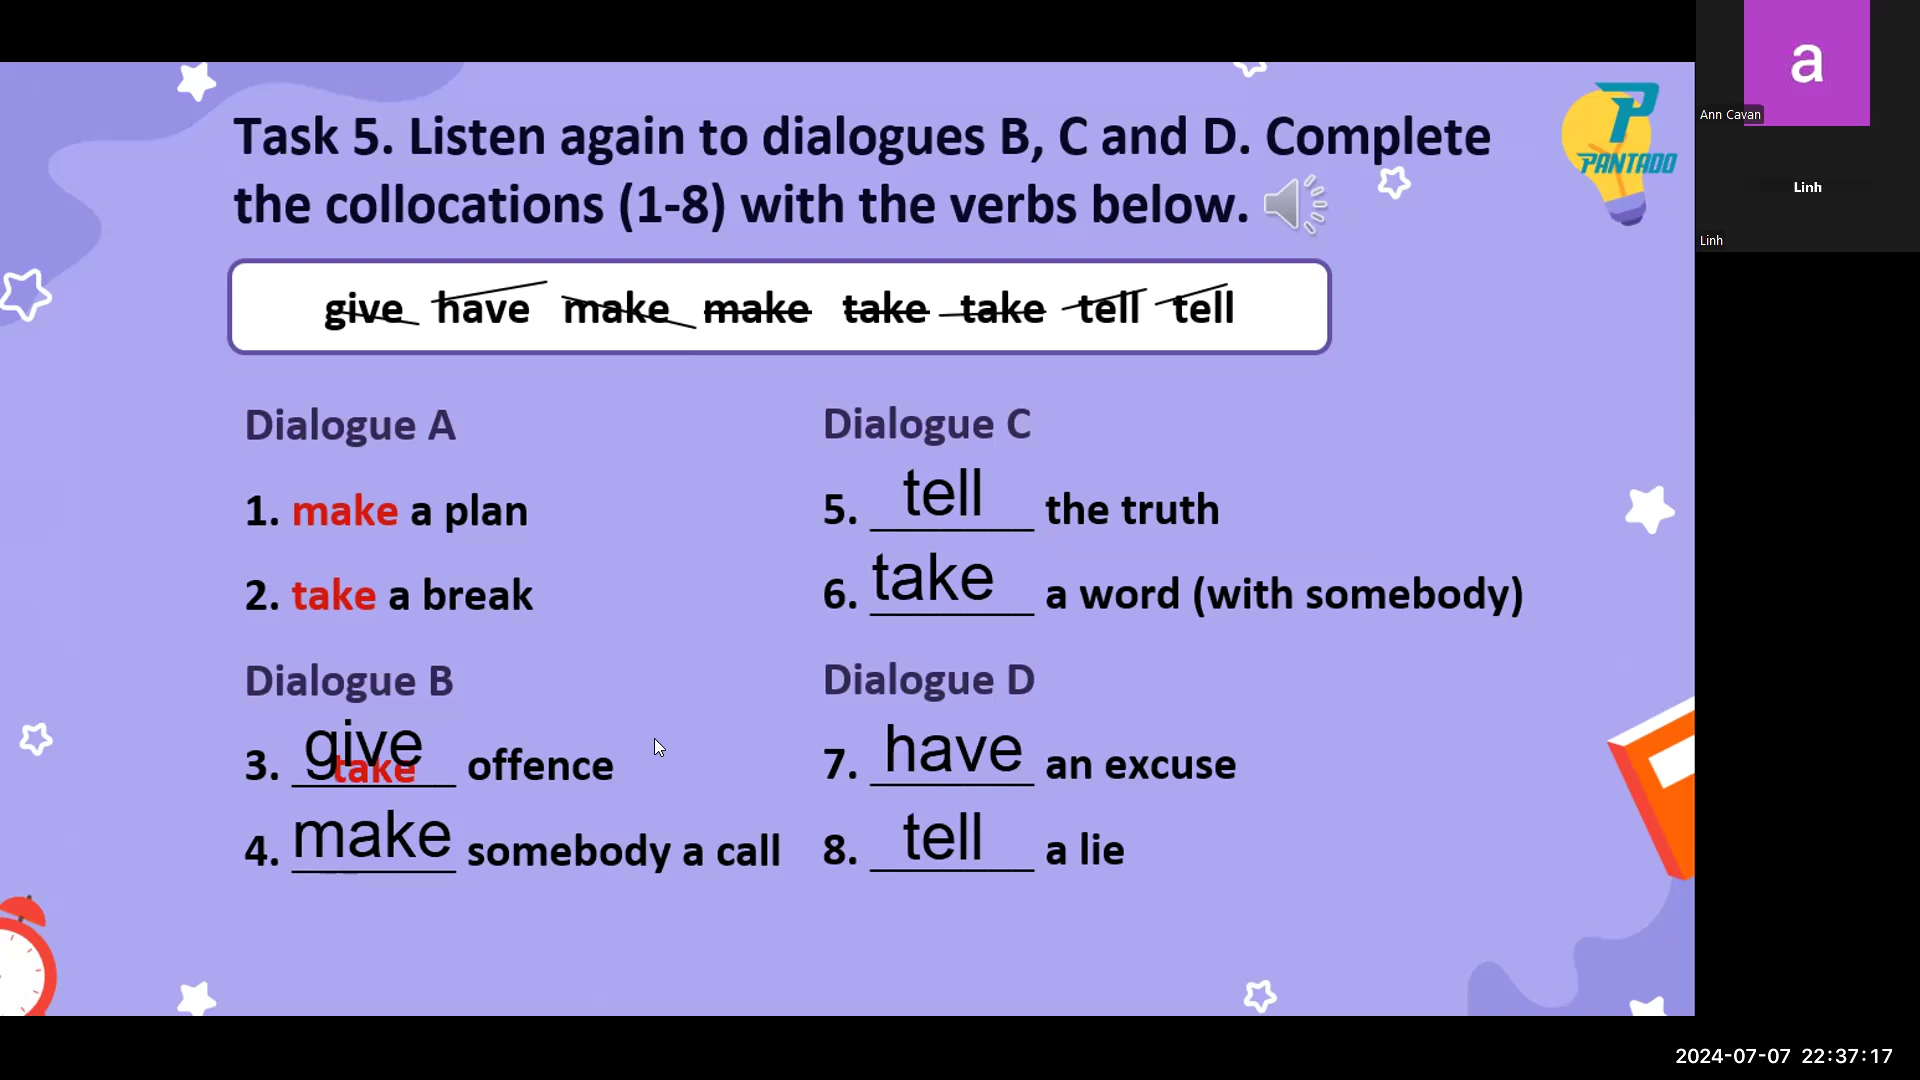 Task 5. Listen again to dialogues B, C and D. Complete
the collocations (1-8) with the verbs below.
PANTADO
give have make make take take tell tell
Dialogue A
1. make a plan
2. take a break
Dialogue B
3. give take offence
4. make somebody a call
Dialogue C
5. tell the truth
6. take a word (with somebody)
Dialogue D
7. have an excuse
8. tell a lie
a
Ann Cavan
Linh
Linh
2024-07-07 22:37:17